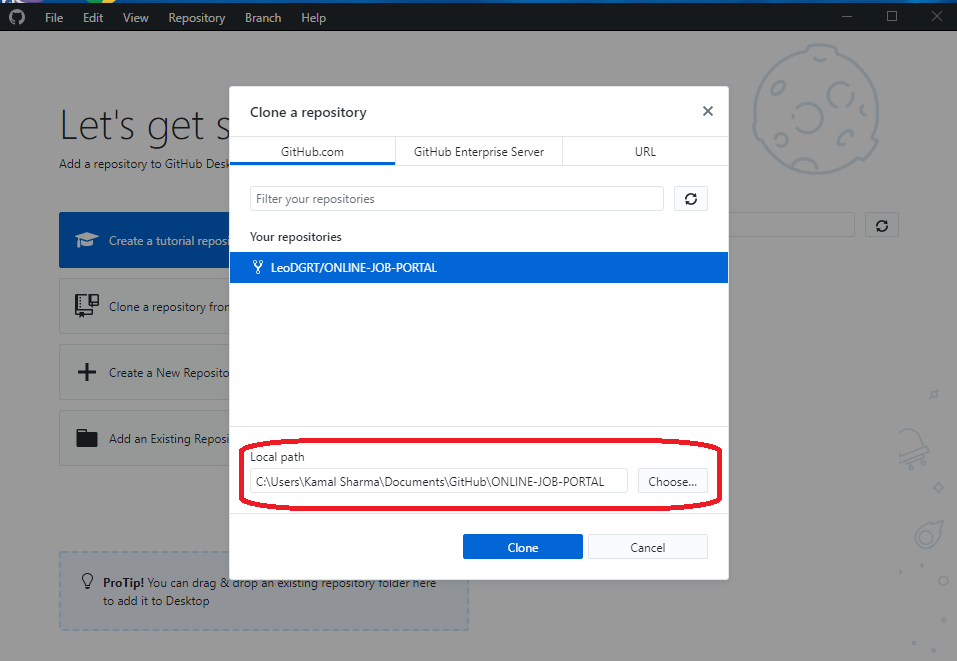 File Edit View Repository Branch Help
Let's get s
Add a repository to GitHub Desk
Create a tutorial reposi
Clone a repository from
Create a New Reposito
Add an Existing Reposi
ProTip! You can drag & drop an existing repository folder here
to add it to Desktop
Clone a repository
GitHub.com GitHub Enterprise Server URL
Filter your repositories
Your repositories
LeoDGRT/ONLINE-JOB-PORTAL
Local path
C:\Users\Kamal Sharma\Documents\GitHub\ONLINE-JOB-PORTAL Choose...
Clone Cancel